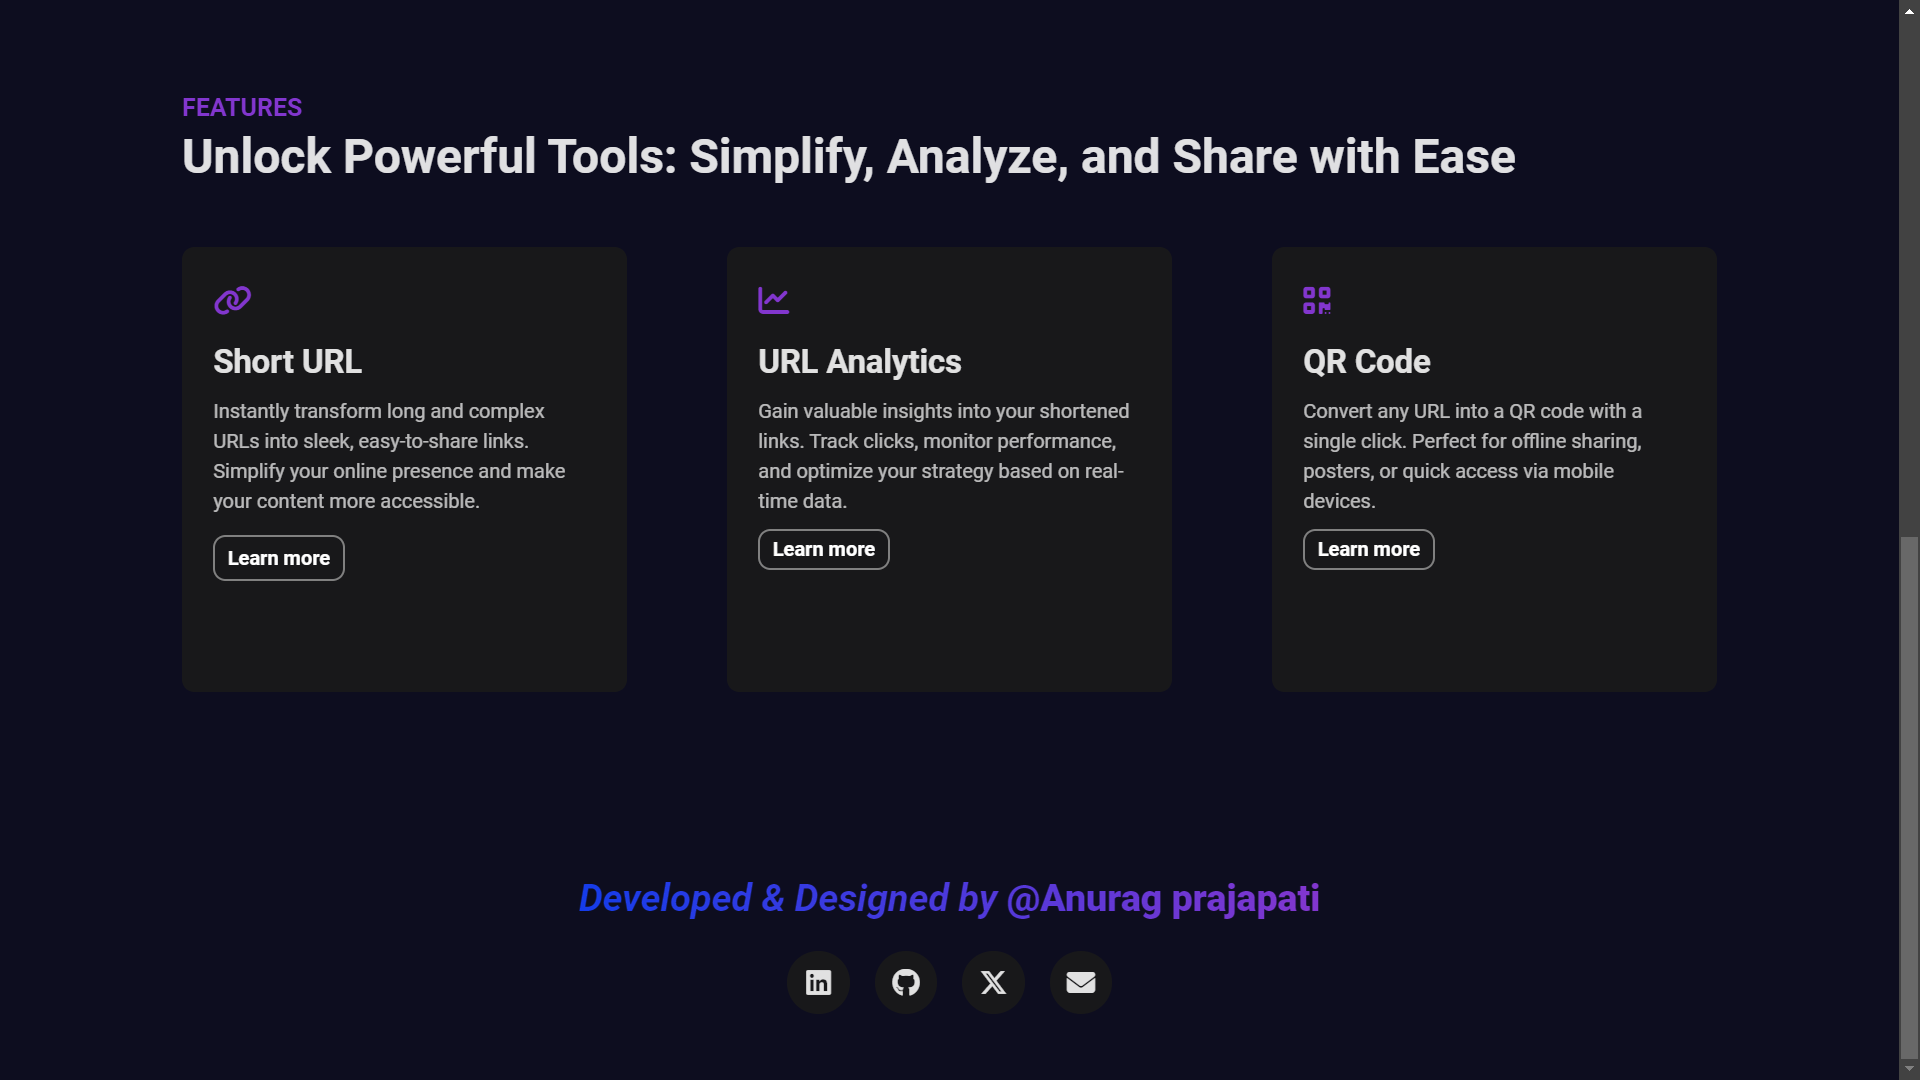 FEATURES
Unlock Powerful Tools: Simplify, Analyze, and Share with Ease
Short URL
Instantly transform long and complex
URLs into sleek, easy-to-share links.
Simplify your online presence and make
your content more accessible.
Learn more
URL Analytics
Gain valuable insights into your shortened
links. Track clicks, monitor performance,
and optimize your strategy based on real-
time data.
Learn more
QR Code
Convert any URL into a QR code with a
single click. Perfect for offline sharing,
posters, or quick access via mobile
devices.
Learn more
Developed & Designed by @Anurag prajapati